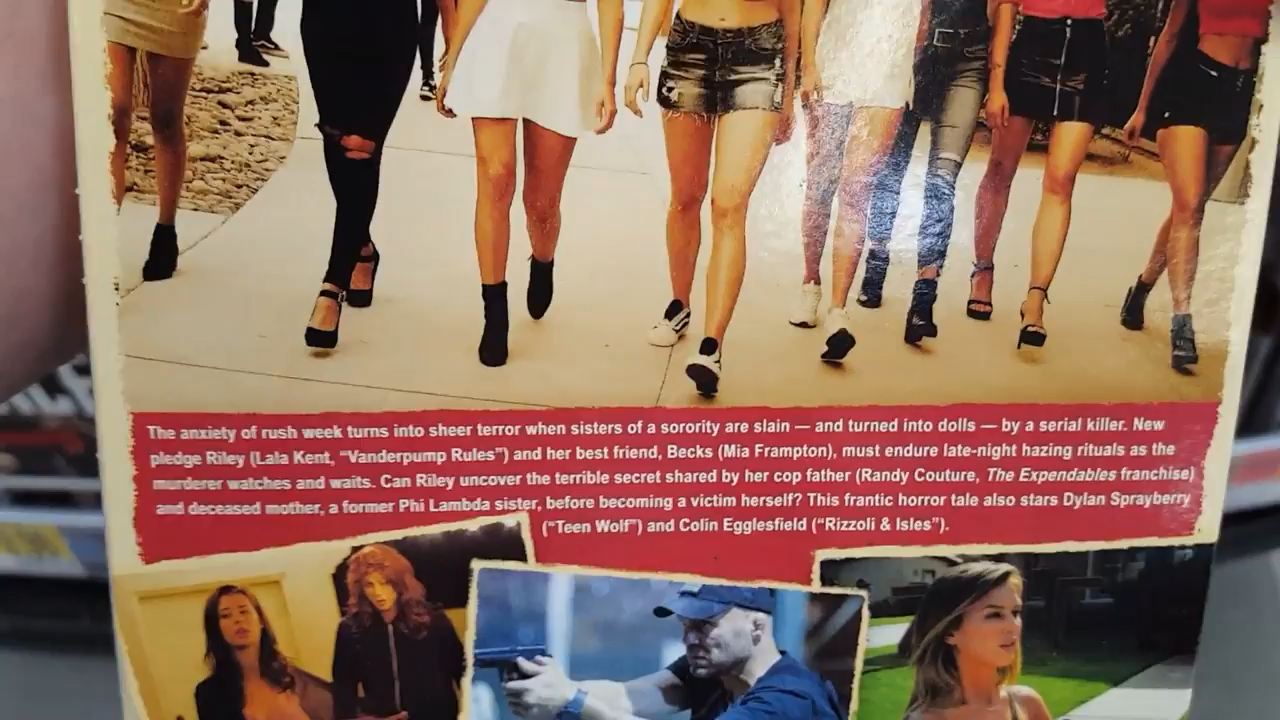 The anxiety of rush week turns into sheer terror when sisters of a sorority are slain — and turned into dolls — by a serial killer. New
pledge Riley (Lala Kent, “Vanderpump Rules”) and her best friend, Becks (Mia Frampton), must endure late-night hazing rituals as the
murderer watches and waits. Can Riley uncover the terrible secret shared by her cop father (Randy Couture, The Expendables franchise)
and deceased mother, a former Phi Lambda sister, before becoming a victim herself? This frantic horror tale also stars Dylan Sprayberry
(“Teen Wolf”) and Colin Egglesfield (“Rizzoli & Isles”).